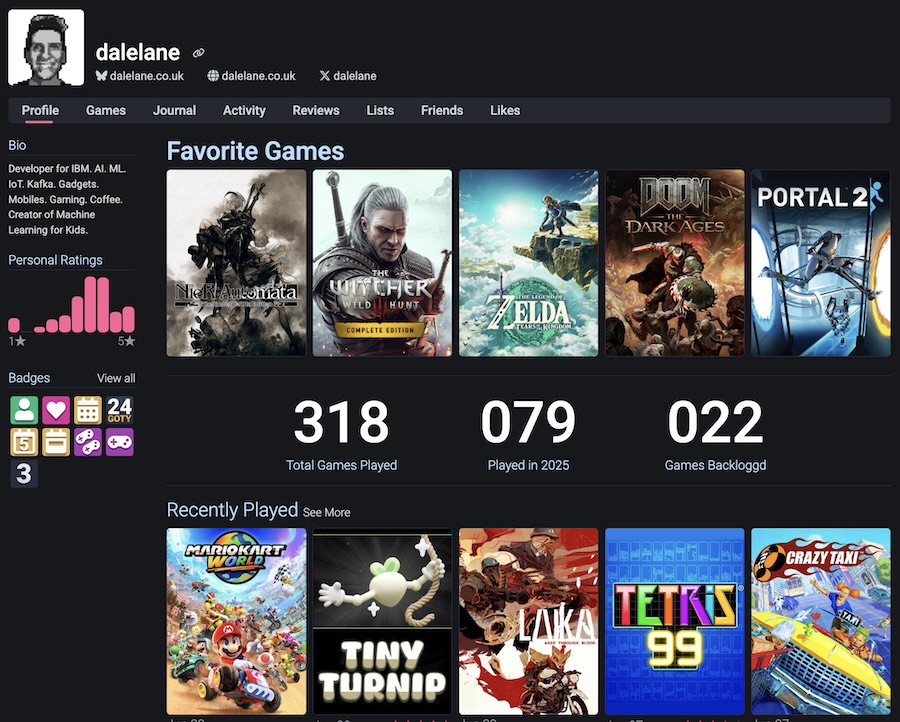 dalelane
dalelane.co.uk dalelane.co.uk dalelane
Profile Games Journal Activity Reviews Lists Friends Likes
Bio
Developer for IBM. AI. ML.
IoT. Kafka. Gadgets.
Mobiles. Gaming. Coffee.
Creator of Machine
Learning for Kids.
Personal Ratings
1★ 5★
Badges View all
24
GOTY
5
3
Favorite Games
NieR:Automata
THE
WITCHER
WILD HUNT
COMPLETE EDITION
THE LEGEND OF
ZELDA
TEARS OF THE KINGDOM
DOOM
THE
DARK AGES
PORTAL 2
318 079 022
Total Games Played Played in 2025 Games Backloggd
Recently Played See More
MARIOKART
WORLD
TINY
TURNIP
LAIKA
AGED THROUGH BLOOD
TETRIS
99
CRAZY TAXI
TAXI